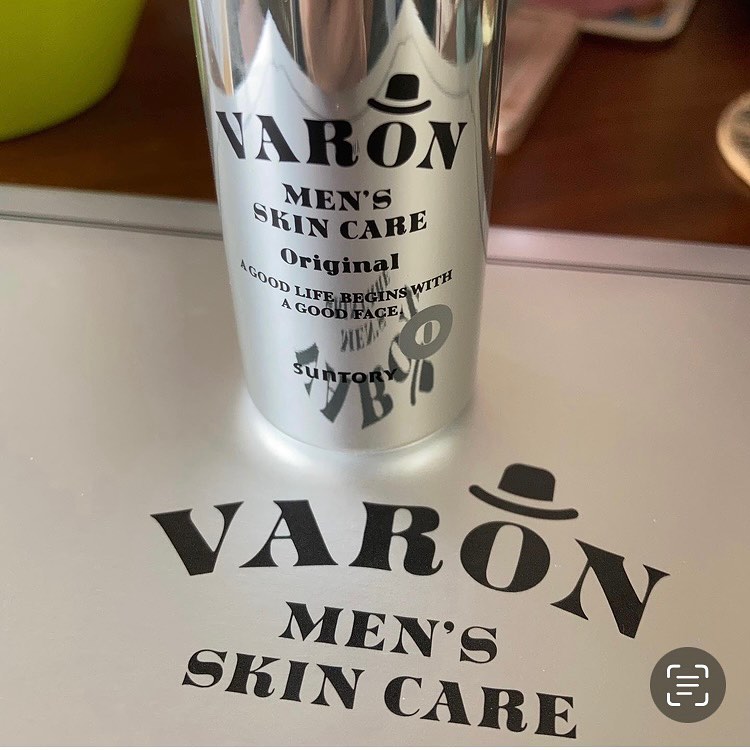 VARON
MEN'S
SKIN CARE
Original
A GOOD LIFE BEGINS WITH
A GOOD FACE.
O
SUNTORY
VARON
MEN'S
SKIN CARE